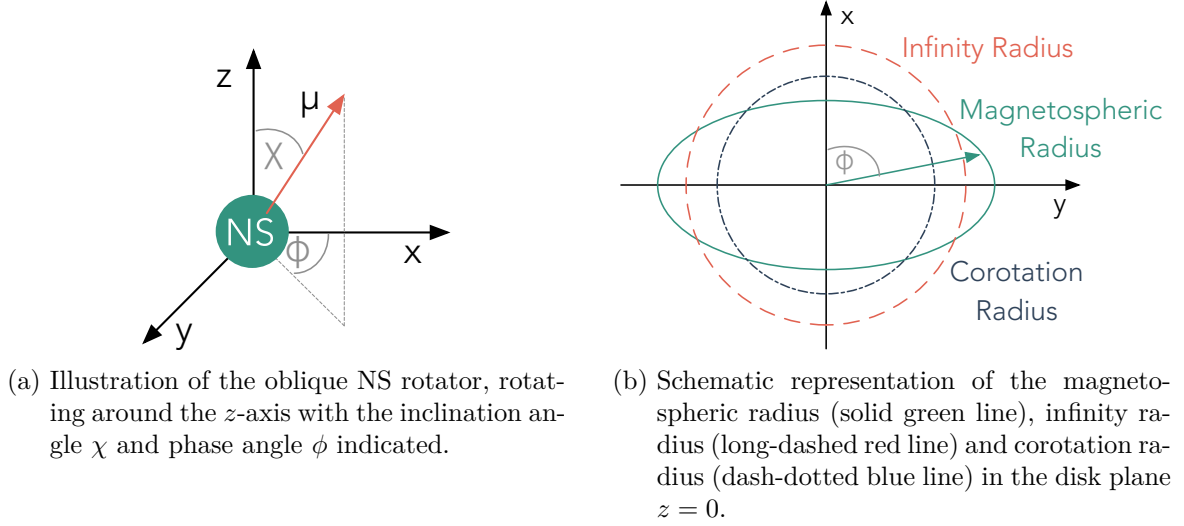 z
μ
χ
NS
ϕ
x
y
x
Infinity Radius
Magnetospheric
Radius
ϕ
y
Corotation
Radius
(a) Illustration of the oblique NS rotator, rotat-
ing around the z-axis with the inclination an-
gle χ and phase angle ϕ indicated.
(b) Schematic representation of the magneto-
spheric radius (solid green line), infinity ra-
dius (long-dashed red line) and corotation ra-
dius (dash-dotted blue line) in the disk plane
z = 0.